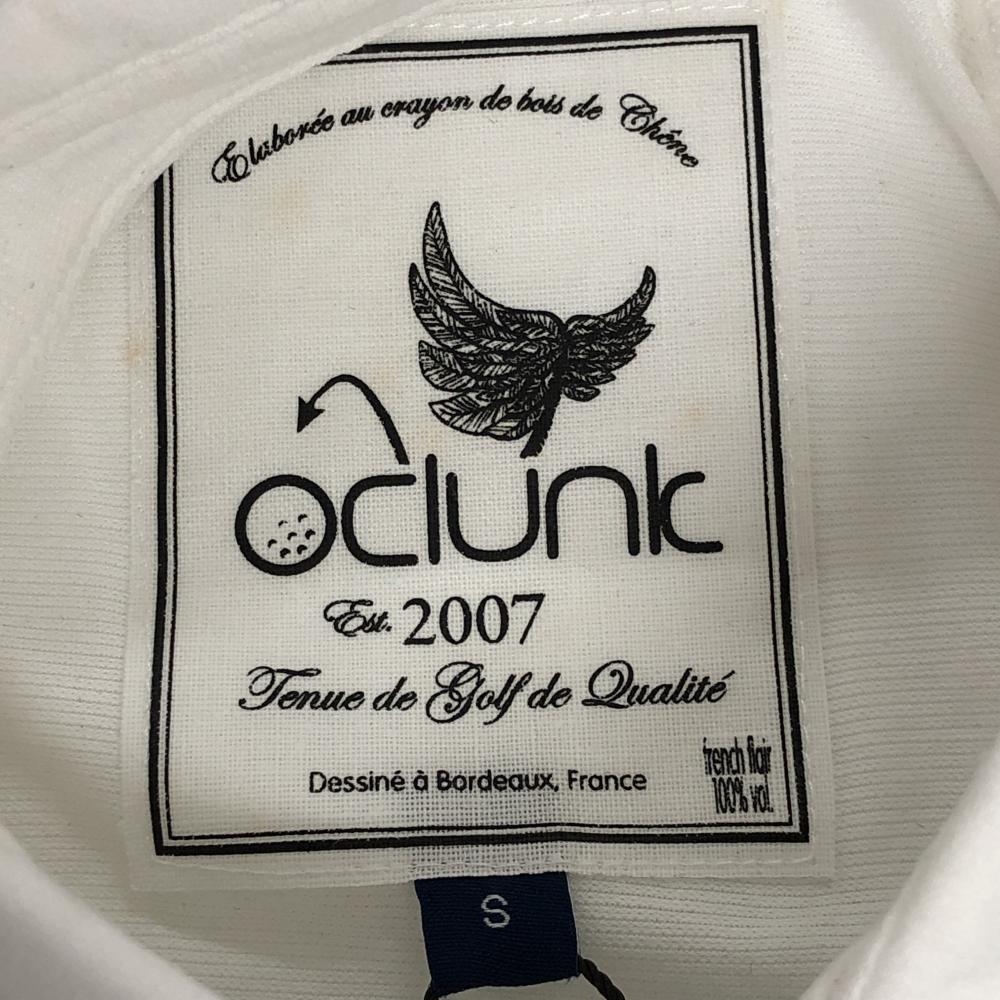 Elaborée au crayon de bois de Chêne
oclunk
Est. 2007
Tenue de Golf de Qualité
Dessiné à Bordeaux, France
french flair
100% vol.
S